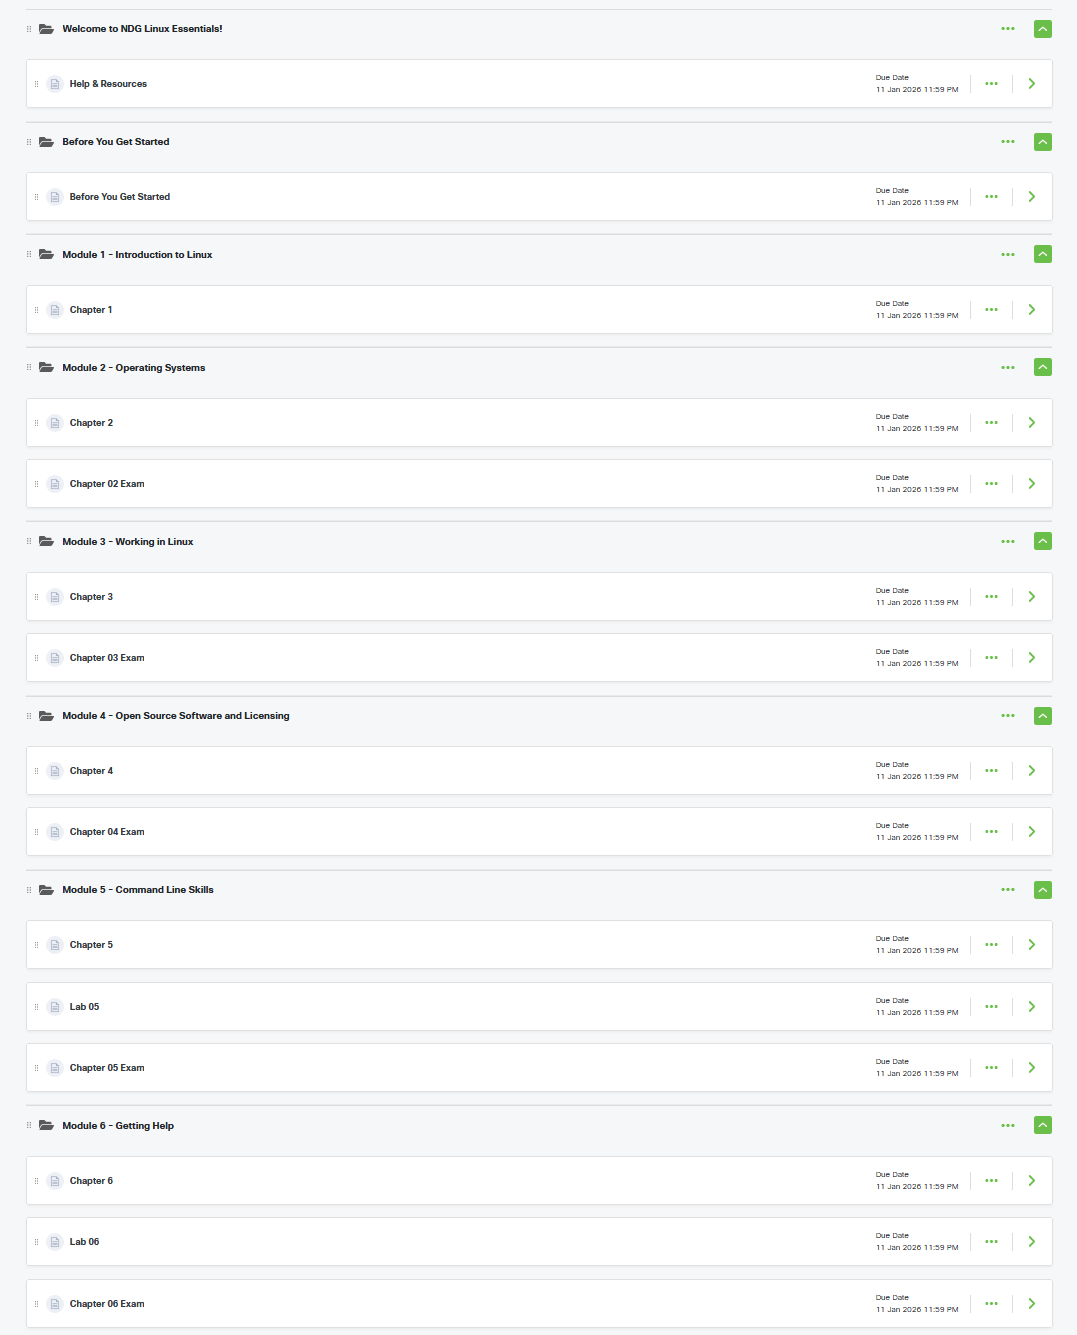 Welcome to NDG Linux Essentials!
Help & Resources
Due Date
11 Jan 2026 11:59 PM
Before You Get Started
Before You Get Started
Due Date
11 Jan 2026 11:59 PM
Module 1 - Introduction to Linux
Chapter 1
Due Date
11 Jan 2026 11:59 PM
Module 2 - Operating Systems
Chapter 2
Due Date
11 Jan 2026 11:59 PM
Chapter 02 Exam
Due Date
11 Jan 2026 11:59 PM
Module 3 - Working in Linux
Chapter 3
Due Date
11 Jan 2026 11:59 PM
Chapter 03 Exam
Due Date
11 Jan 2026 11:59 PM
Module 4 - Open Source Software and Licensing
Chapter 4
Due Date
11 Jan 2026 11:59 PM
Chapter 04 Exam
Due Date
11 Jan 2026 11:59 PM
Module 5 - Command Line Skills
Chapter 5
Due Date
11 Jan 2026 11:59 PM
Lab 05
Due Date
11 Jan 2026 11:59 PM
Chapter 05 Exam
Due Date
11 Jan 2026 11:59 PM
Module 6 - Getting Help
Chapter 6
Due Date
11 Jan 2026 11:59 PM
Lab 06
Due Date
11 Jan 2026 11:59 PM
Chapter 06 Exam
Due Date
11 Jan 2026 11:59 PM